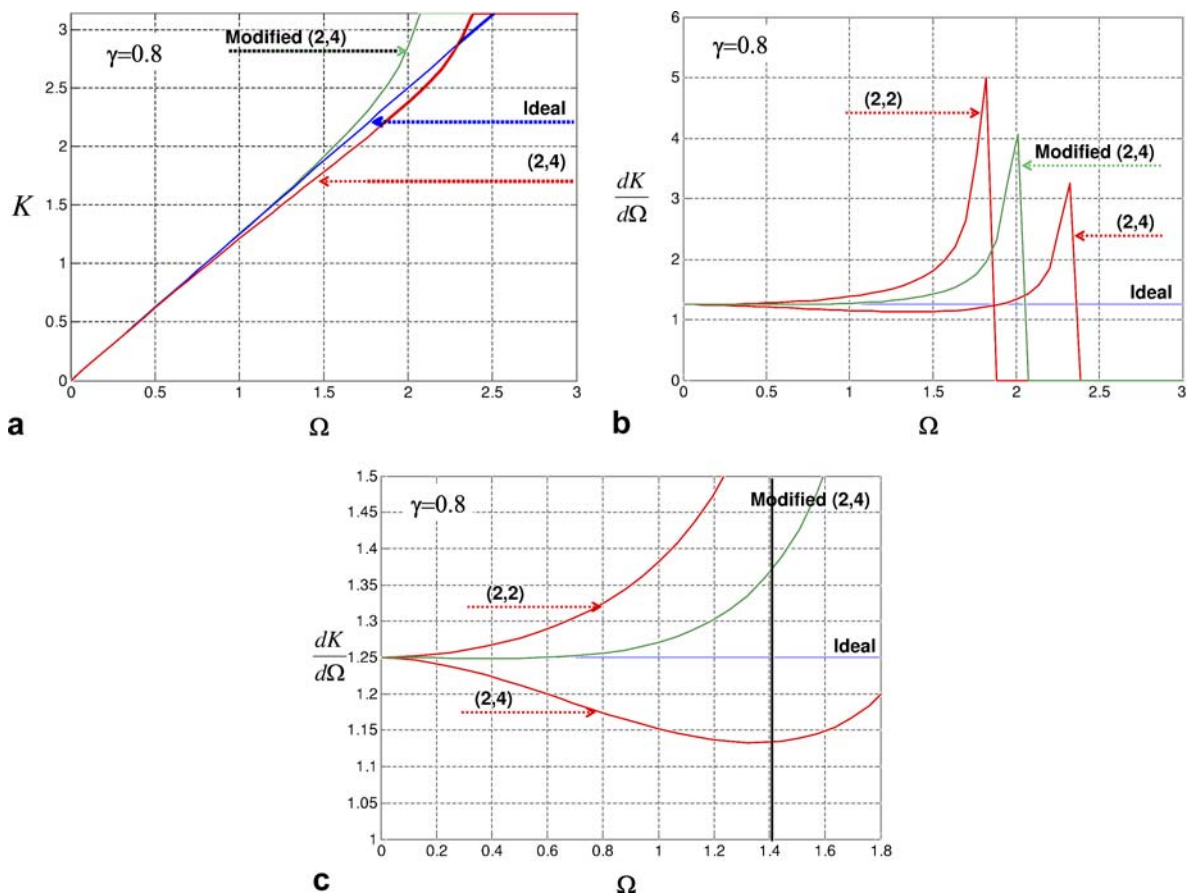 3
2.5
2
1.5
1
0.5
0
K
γ=0.8
Modified (2,4)
Ideal
(2,4)
0 0.5 1 1.5 2 2.5 3
a Ω
6
5
4
3
2
1
0
dK
dΩ
γ=0.8
(2,2)
Modified (2,4)
(2,4)
Ideal
0 0.5 1 1.5 2 2.5 3
b Ω
1.5
1.45
1.4
1.35
1.3
1.25
1.2
1.15
1.1
1.05
1
dK
dΩ
γ=0.8
Modified (2,4)
(2,2)
Ideal
(2,4)
0 0.2 0.4 0.6 0.8 1 1.2 1.4 1.6 1.8
c Ω